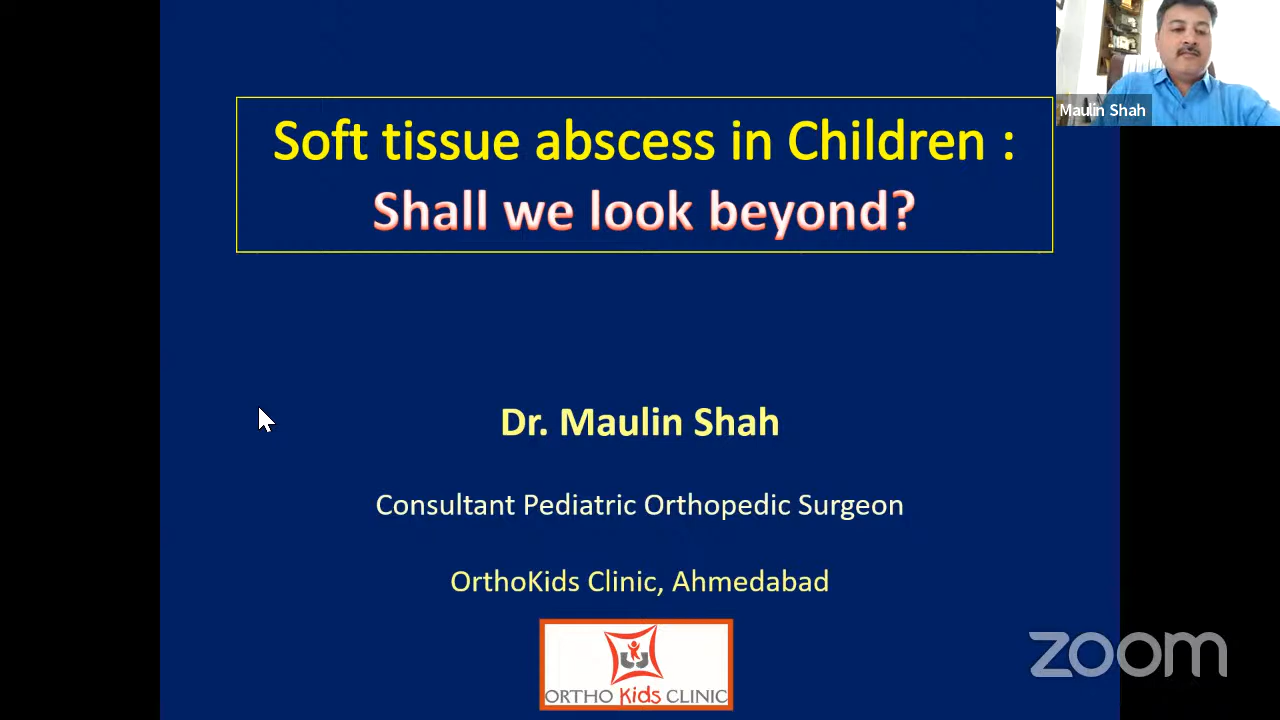 Soft tissue abscess in Children :
Shall we look beyond?
Maulin Shah
Dr. Maulin Shah
Consultant Pediatric Orthopedic Surgeon
OrthoKids Clinic, Ahmedabad
ORTHO Kids CLINIC
zoom